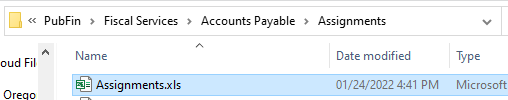 « PubFin > Fiscal Services > Accounts Payable > Assignments
Name Date modified Type
oud File
Assignments.xls 01/24/2022 4:41 PM Microsoft
Orego